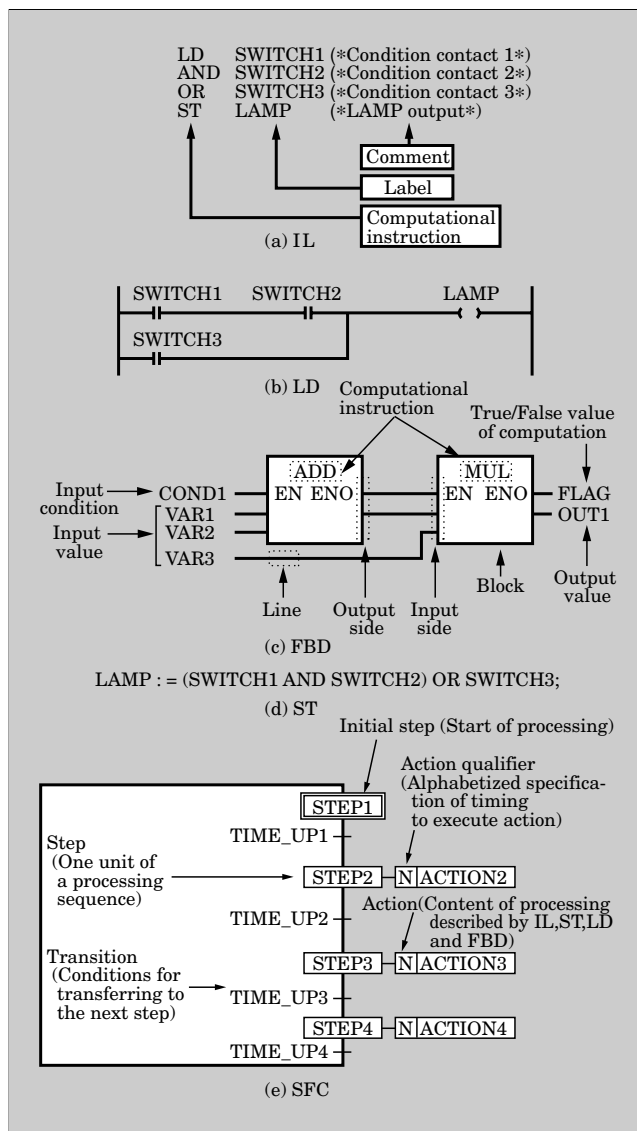 LD SWITCH1 (*Condition contact 1*)
AND SWITCH2 (*Condition contact 2*)
OR SWITCH3 (*Condition contact 3*)
ST LAMP (*LAMP output*)
Comment
Label
Computational
instruction
(a) IL
SWITCH1 SWITCH2 LAMP
SWITCH3
(b) LD
Computational
instruction
True/False value
of computation
ADD
MUL
Input
condition
COND1
EN ENO
EN ENO
FLAG
Input
value
VAR1
VAR2
VAR3
OUT1
Line
Output
side
Input
side
Block
Output
value
(c) FBD
LAMP : = (SWITCH1 AND SWITCH2) OR SWITCH3;
(d) ST
Initial step (Start of processing)
Action qualifier
(Alphabetized specifica-
tion of timing
to execute action)
STEP1
TIME_UP1
Step
(One unit of
a processing
sequence)
STEP2 N ACTION2
TIME_UP2
Action(Content of processing
described by IL,ST,LD
and FBD)
Transition
(Conditions for
transferring to
the next step)
STEP3 N ACTION3
TIME_UP3
STEP4 N ACTION4
TIME_UP4
(e) SFC